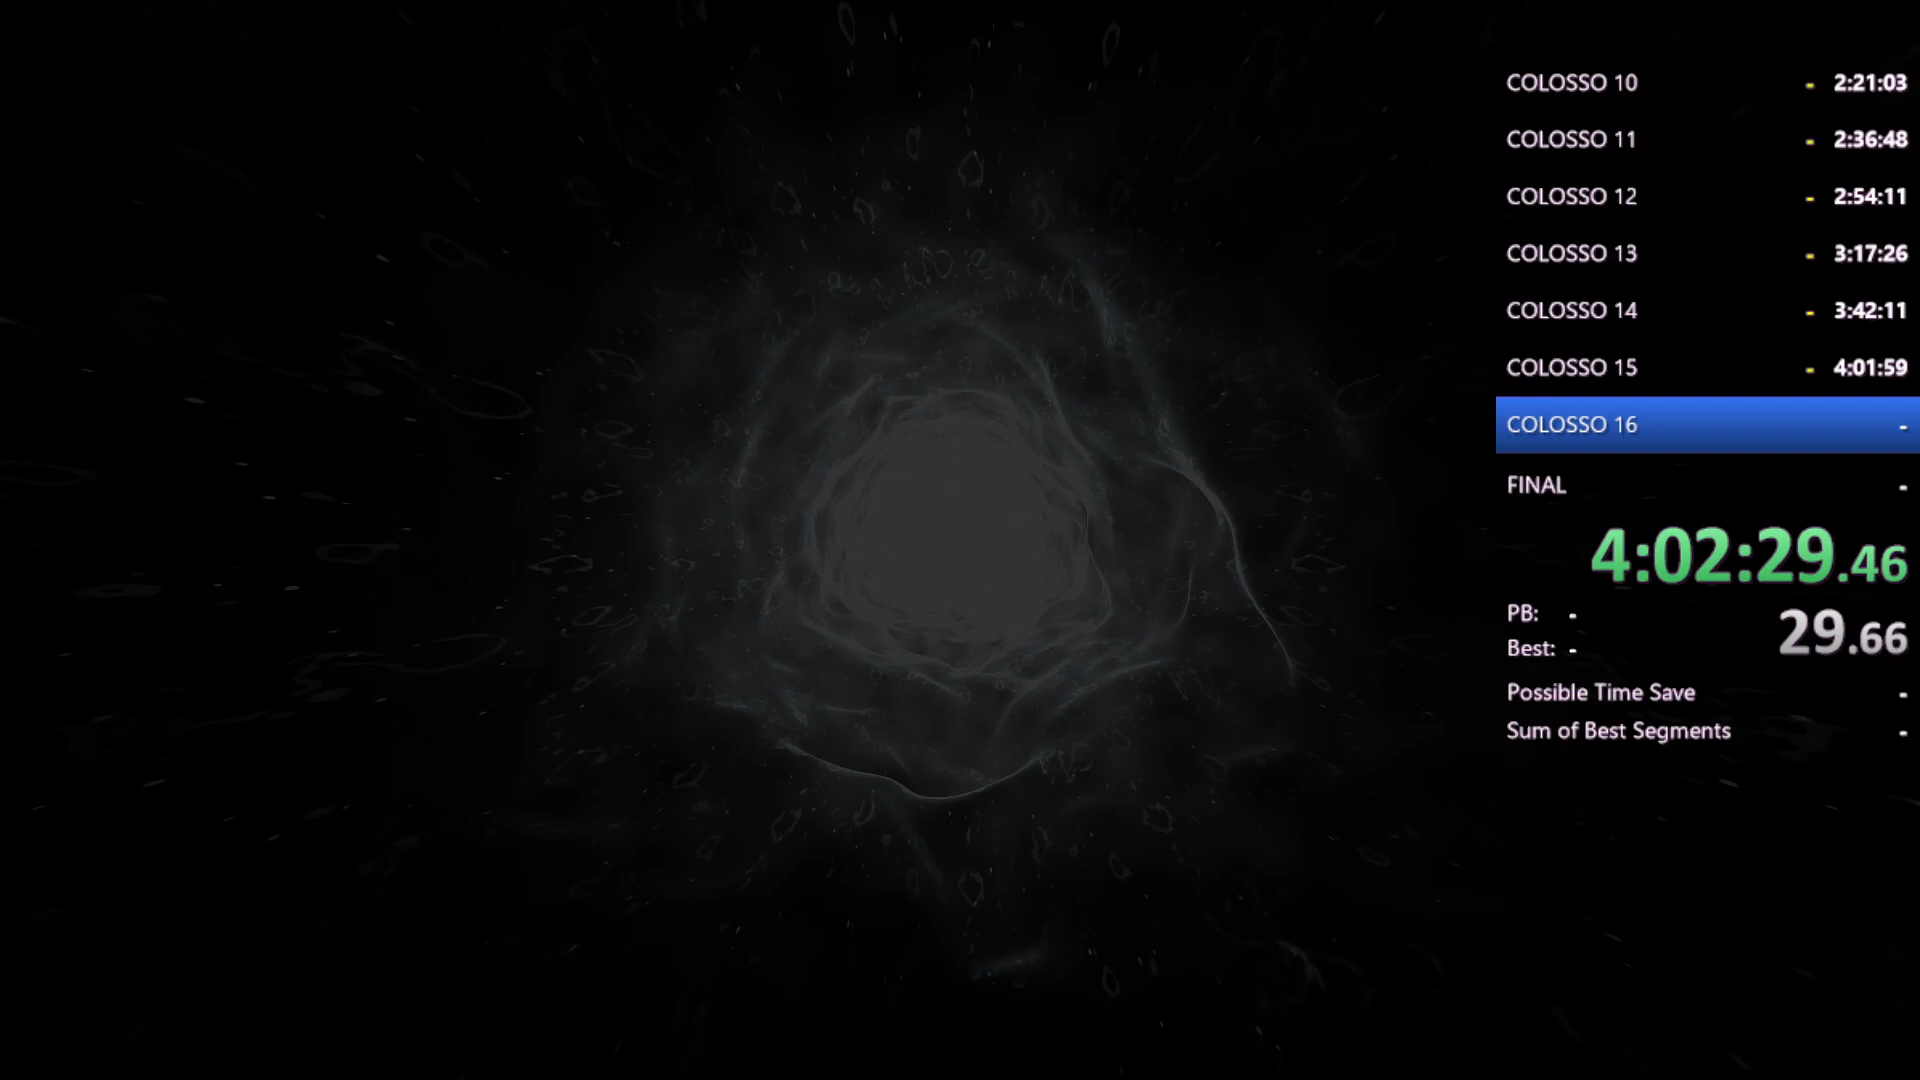 COLOSSO 10 - 2:21:03
COLOSSO 11 - 2:36:48
COLOSSO 12 - 2:54:11
COLOSSO 13 - 3:17:26
COLOSSO 14 - 3:42:11
COLOSSO 15 - 4:01:59
COLOSSO 16 -
FINAL -
4:02:29.46
PB: - 29.66
Best: -
Possible Time Save -
Sum of Best Segments -